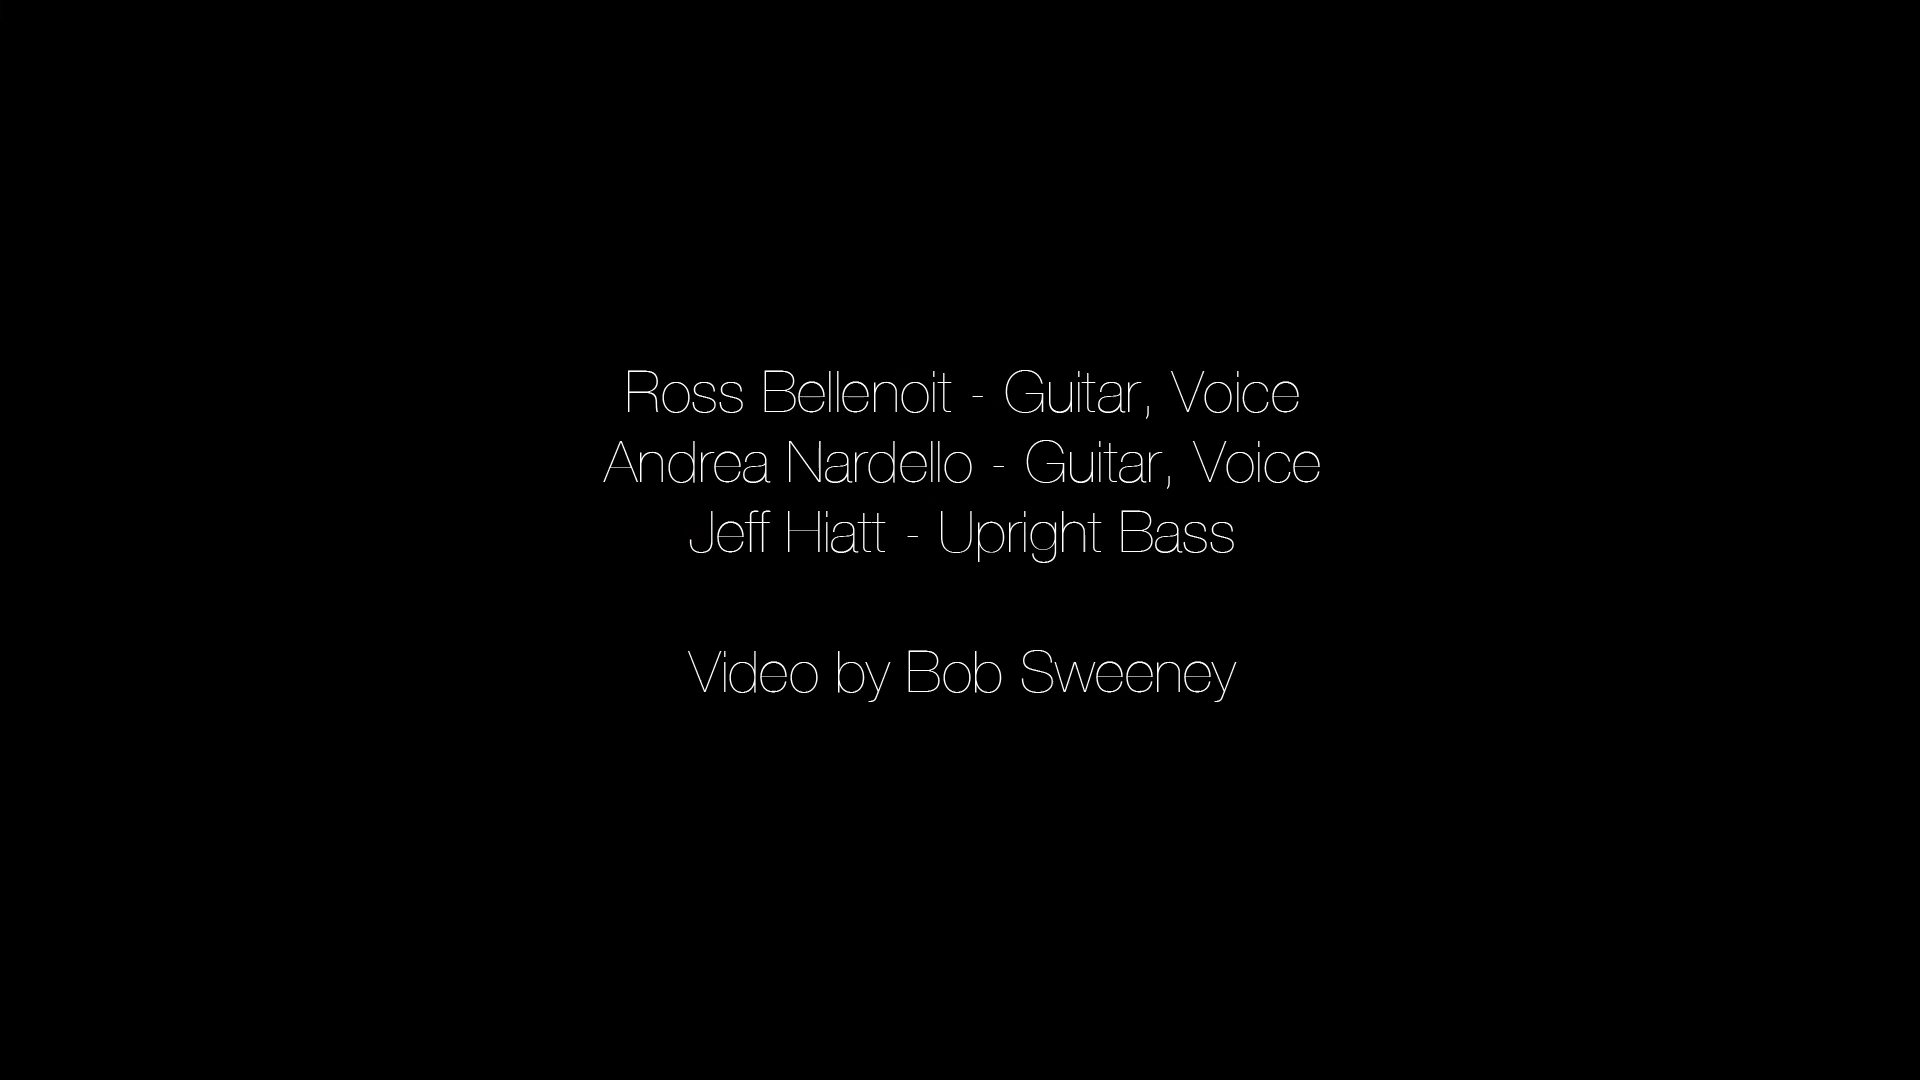 Ross Bellenoit - Guitar, Voice
Andrea Nardello - Guitar, Voice
Jeff Hiatt - Upright Bass
Video by Bob Sweeney